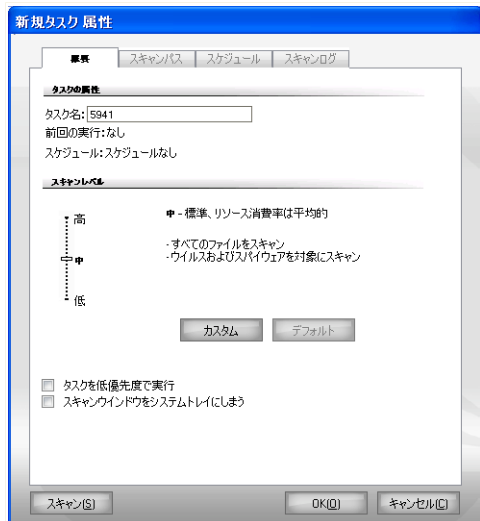 新規タスク 属性
概要 スキャンパス スケジュール スキャンログ
タスクの属性
タスク名: 5941
前回の実行:なし
スケジュール:スケジュールなし
スキャンレベル
高
中
低
中 - 標準、リソース消費率は平均的
- すべてのファイルをスキャン
- ウイルスおよびスパイウェアを対象にスキャン
カスタム デフォルト
タスクを低優先度で実行
スキャンウインドウをシステムトレイにしまう
スキャン(S) OK(O) キャンセル(C)